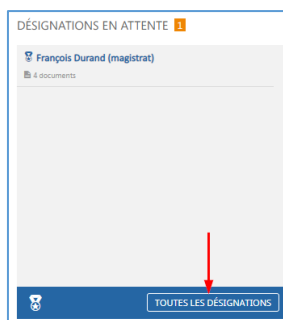 DÉSIGNATIONS EN ATTENTE 1
François Durand (magistrat)
4 documents
TOUTES LES DÉSIGNATIONS